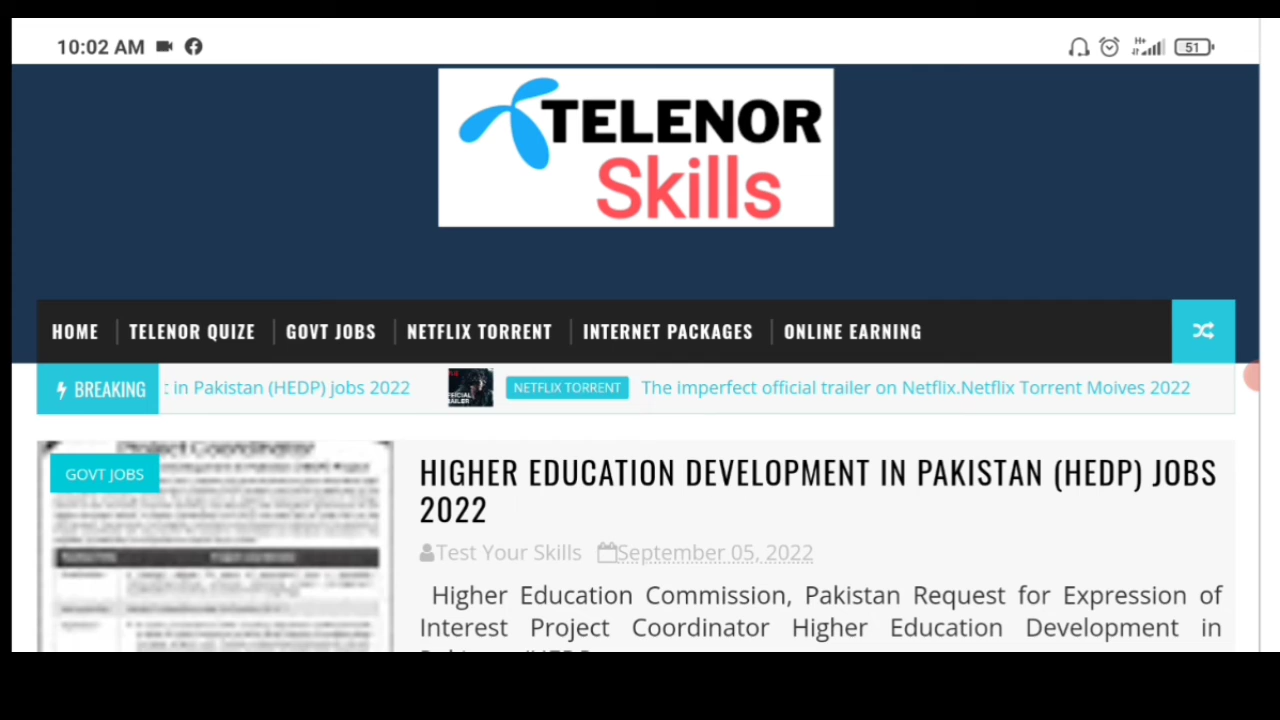 10:02 AM
H+
51
TELENOR
Skills
HOME
TELENOR QUIZE
GOVT JOBS
NETFLIX TORRENT
INTERNET PACKAGES
ONLINE EARNING
BREAKING
in Pakistan (HEDP) jobs 2022
NETFLIX TORRENT
The imperfect official trailer on Netflix.Netflix Torrent Moives 2022
Project Coordinator
GOVT JOBS
HIGHER EDUCATION DEVELOPMENT IN PAKISTAN (HEDP) JOBS
2022
Test Your Skills September 05, 2022
Higher Education Commission, Pakistan Request for Expression of
Interest Project Coordinator Higher Education Development in